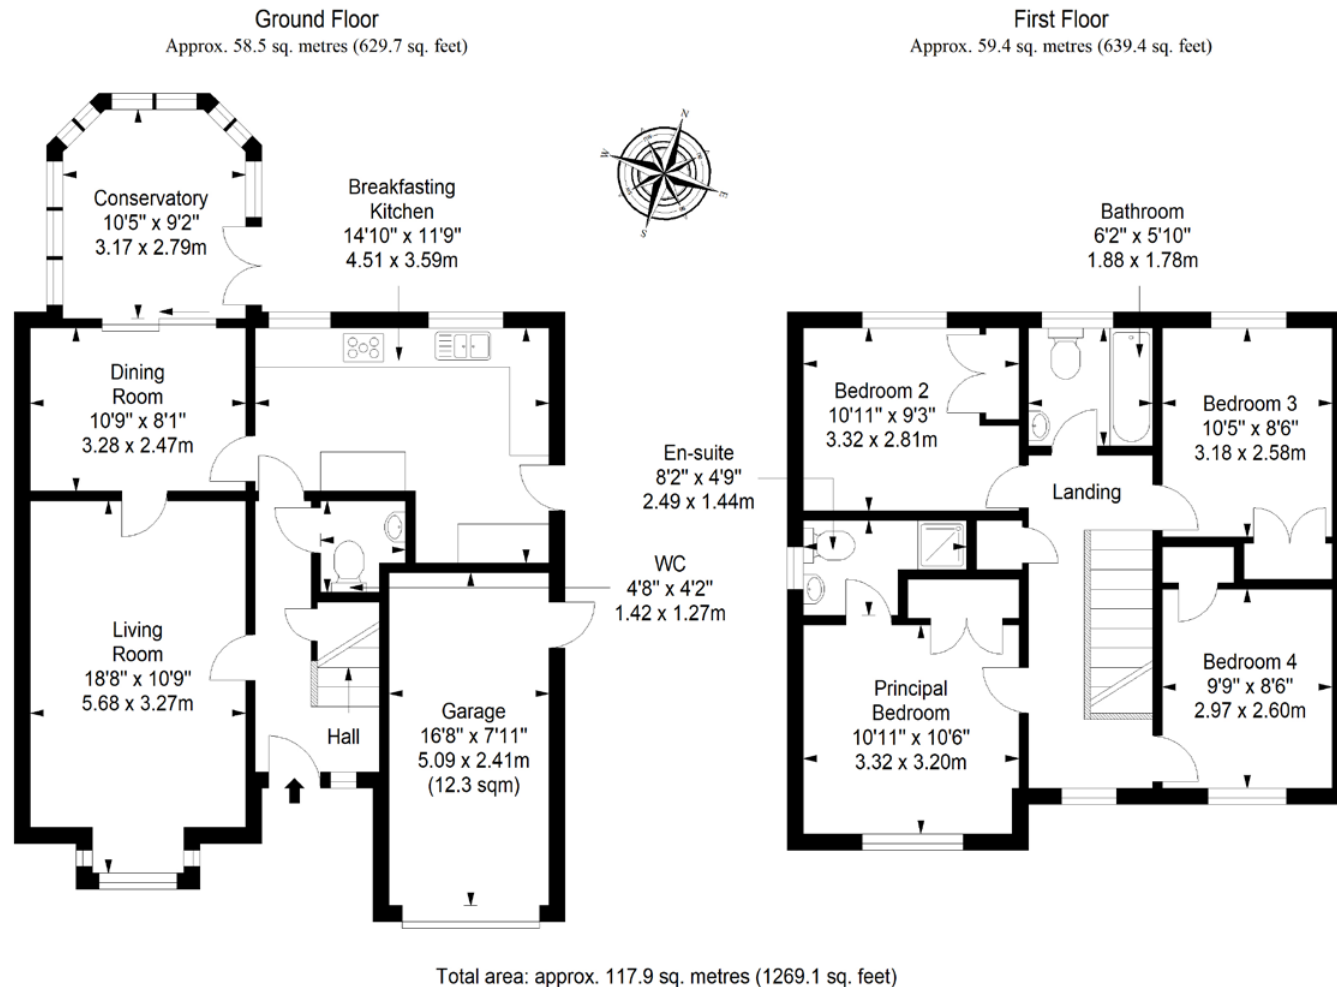 Ground Floor
Approx. 58.5 sq. metres (629.7 sq. feet)
First Floor
Approx. 59.4 sq. metres (639.4 sq. feet)
N
W
E
S
Conservatory
10'5" x 9'2"
3.17 x 2.79m
Breakfasting
Kitchen
14'10" x 11'9"
4.51 x 3.59m
Dining
Room
10'9" x 8'1"
3.28 x 2.47m
Living
Room
18'8" x 10'9"
5.68 x 3.27m
Hall
Garage
16'8" x 7'11"
5.09 x 2.41m
(12.3 sqm)
En-suite
8'2" x 4'9"
2.49 x 1.44m
WC
4'8" x 4'2"
1.42 x 1.27m
Bathroom
6'2" x 5'10"
1.88 x 1.78m
Bedroom 2
10'11" x 9'3"
3.32 x 2.81m
Bedroom 3
10'5" x 8'6"
3.18 x 2.58m
Landing
Principal
Bedroom
10'11" x 10'6"
3.32 x 3.20m
Bedroom 4
9'9" x 8'6"
2.97 x 2.60m
Total area: approx. 117.9 sq. metres (1269.1 sq. feet)